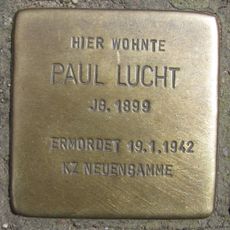 HIER WOHNTE
PAUL LUCHT
JG. 1899
ERMORDET 19.1.1942
KZ NEUENGAMME